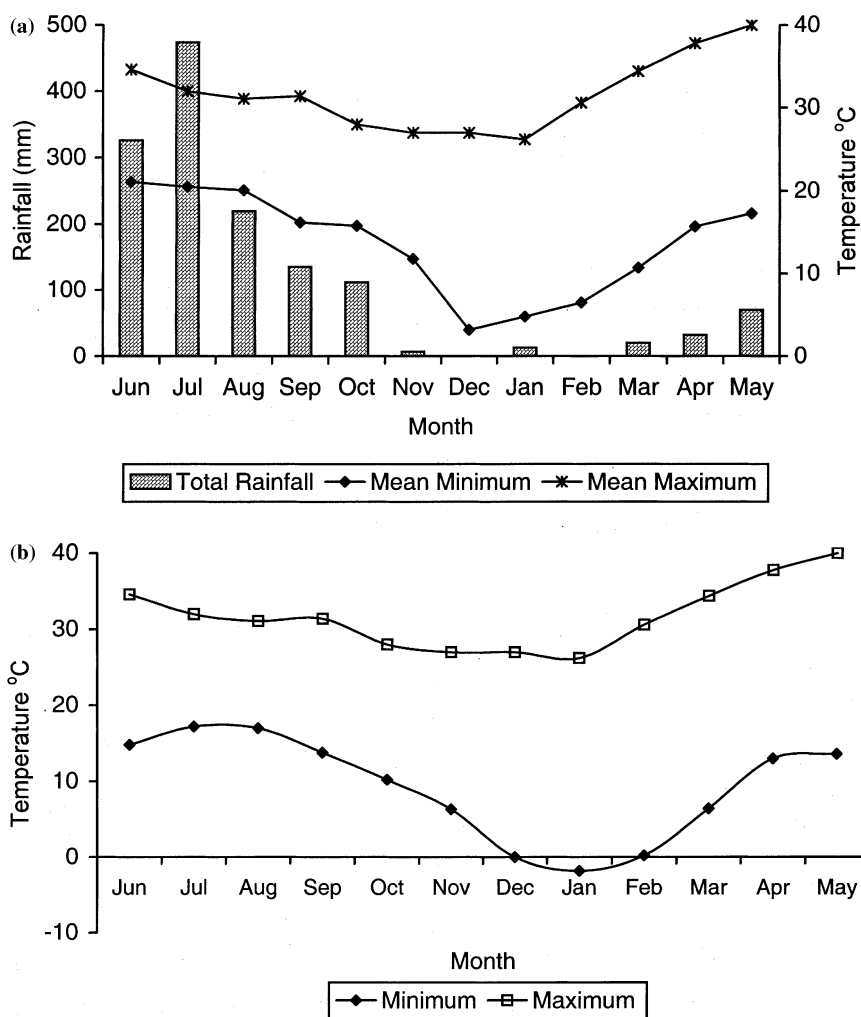 (a)
500
400
300
200
100
0
Rainfall (mm)
40
30
20
10
0
Temperature °C
Jun Jul Aug Sep Oct Nov Dec Jan Feb Mar Apr May
Month
Total Rainfall Mean Minimum Mean Maximum
(b)
40
30
20
10
0
-10
Temperature °C
Jun Jul Aug Sep Oct Nov Dec Jan Feb Mar Apr May
Month
Minimum Maximum